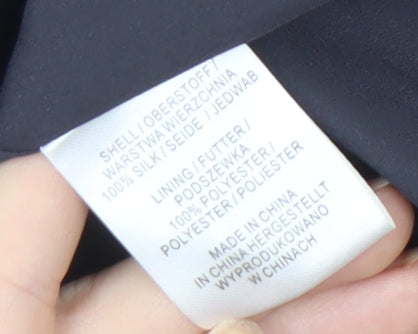 SHELL / OBERSTOFF /
WARSTWA WIERZCHNIA
100% SILK / SEIDE / JEDWAB
LINING / FUTTER /
PODSZEWKA
100% POLYESTER /
POLYESTER / POLIESTER
MADE IN CHINA
IN CHINA HERGESTELLT
WYPRODUKOWANO
W CHINACH